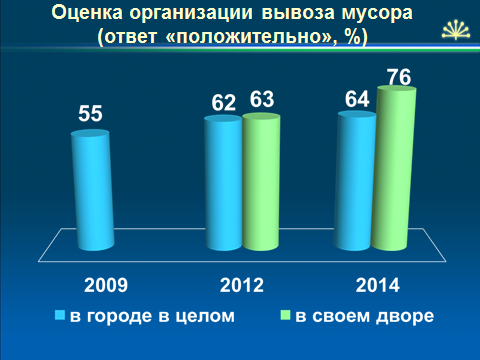 Оценка организации вывоза мусора
(ответ «положительно», %)
55
62
63
64
76
2009
2012
2014
в городе в целом
в своем дворе